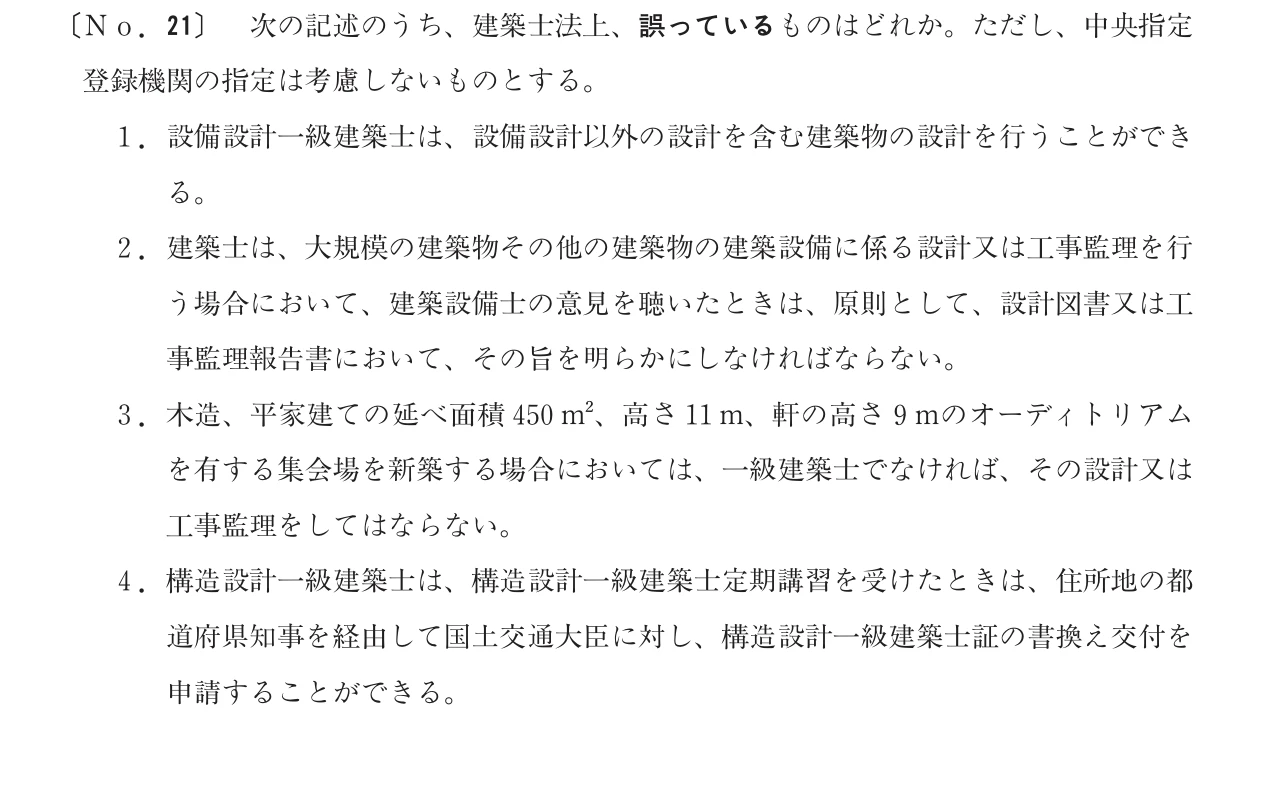 〔Ｎｏ．21〕　次の記述のうち、建築士法上、誤っているものはどれか。ただし、中央指定
登録機関の指定は考慮しないものとする。
1．設備設計一級建築士は、設備設計以外の設計を含む建築物の設計を行うことができ
る。
2．建築士は、大規模の建築物その他の建築物の建築設備に係る設計又は工事監理を行
う場合において、建築設備士の意見を聴いたときは、原則として、設計図書又は工
事監理報告書において、その旨を明らかにしなければならない。
3．木造、平家建ての延べ面積 450 m²、高さ 11 m、軒の高さ 9 mのオーディトリアム
を有する集会場を新築する場合においては、一級建築士でなければ、その設計又は
工事監理をしてはならない。
4．構造設計一級建築士は、構造設計一級建築士定期講習を受けたときは、住所地の都
道府県知事を経由して国土交通大臣に対し、構造設計一級建築士証の書換え交付を
申請することができる。